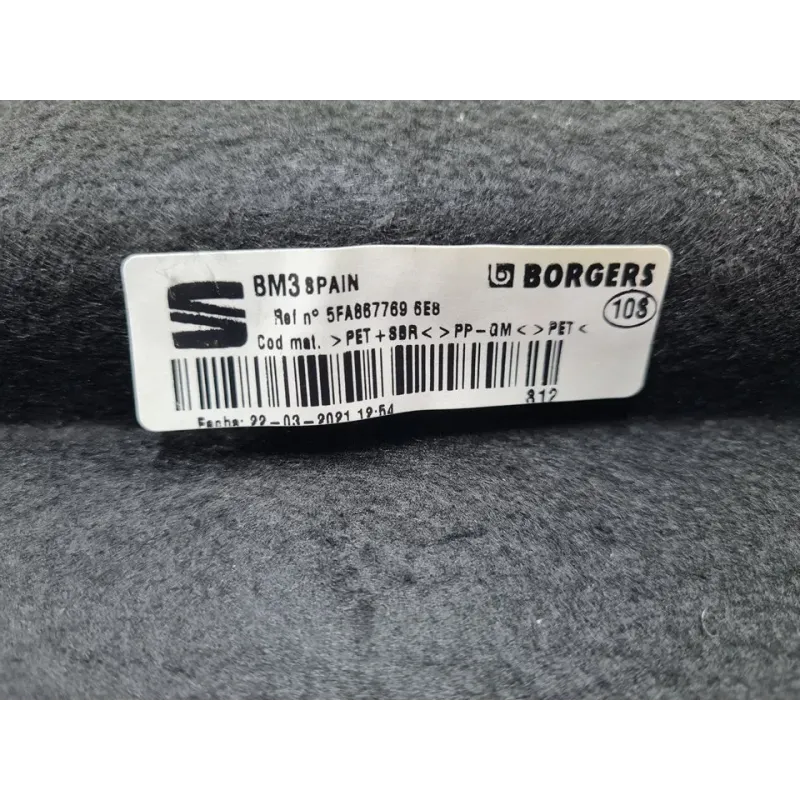 BM3 SPAIN
BORGERS
Ref nº 5FA867769 6E8
108
Cod mat. >PET+SBR<>PP-GM<>PET<
312
Fecha: 22-03-2021 12:54